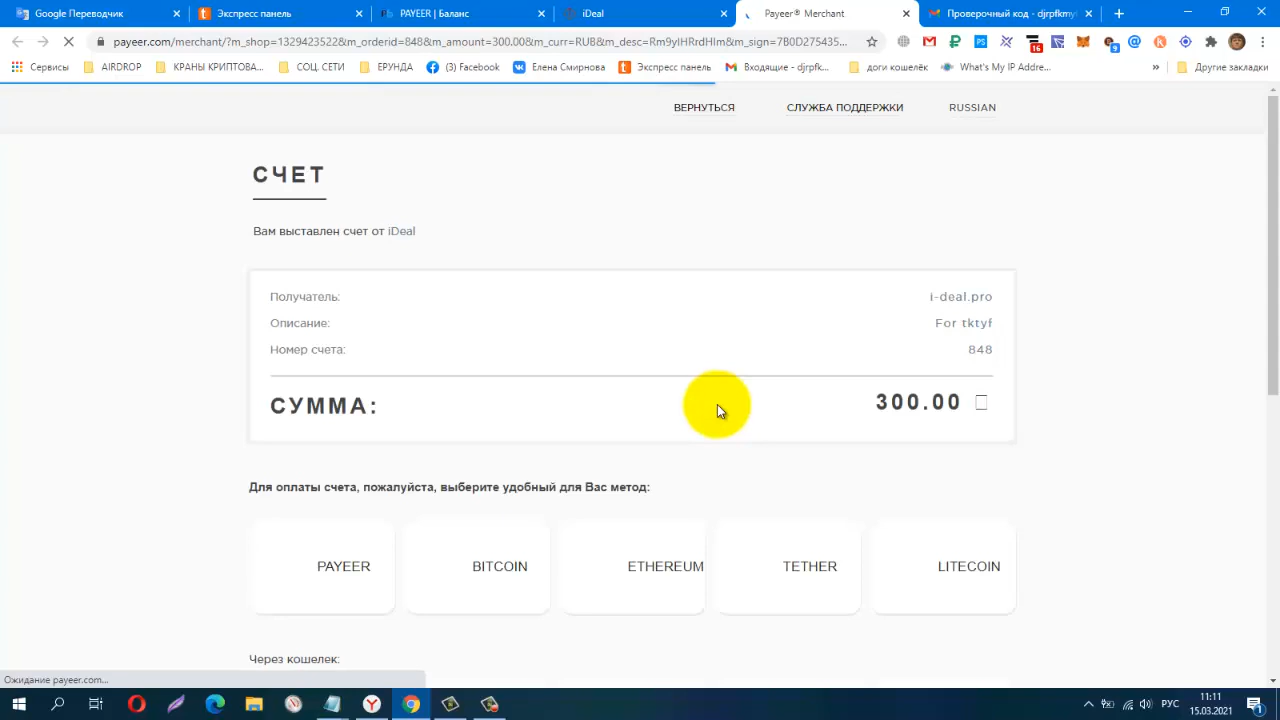 Google Переводчик
Экспресс панель
PAYEER | Баланс
iDeal
Payeer® Merchant
Проверочный код - djrpfkmy
payeer.com/merchant/?m_shop=1329423522&m_orderid=848&m_amount=300.00&m_curr=RUB&m_desc=Rm9yIHRrdHlm&m_sign=7B0D275435...
16
9
Сервисы
AIRDROP
КРАНЫ КРИПТОВА...
СОЦ. СЕТИ
ЕРУНДА
(3) Facebook
Елена Смирнова
Экспресс панель
Входящие - djrpfk...
доги кошелёк
What's My IP Addre...
»
Другие закладки
ВЕРНУТЬСЯ
СЛУЖБА ПОДДЕРЖКИ
RUSSIAN
СЧЕТ
Вам выставлен счет от iDeal
Получатель: i-deal.pro
Описание: For tktyf
Номер счета: 848
СУММА: 300.00
Для оплаты счета, пожалуйста, выберите удобный для Вас метод:
PAYEER
BITCOIN
ETHEREUM
TETHER
LITECOIN
Через кошелек:
Ожидание payeer.com...
РУС
11:11
15.03.2021
1